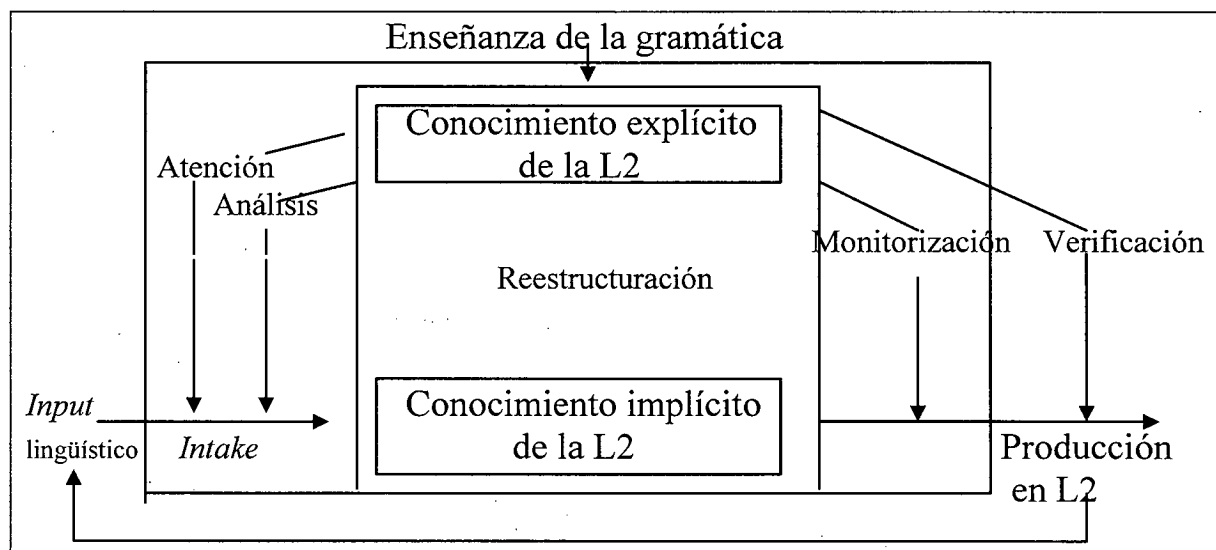 Enseñanza de la gramática
Conocimiento explícito
de la L2
Atención
Análisis
Monitorización
Verificación
Reestructuración
Input
lingüístico
Intake
Conocimiento implícito
de la L2
Producción
en L2